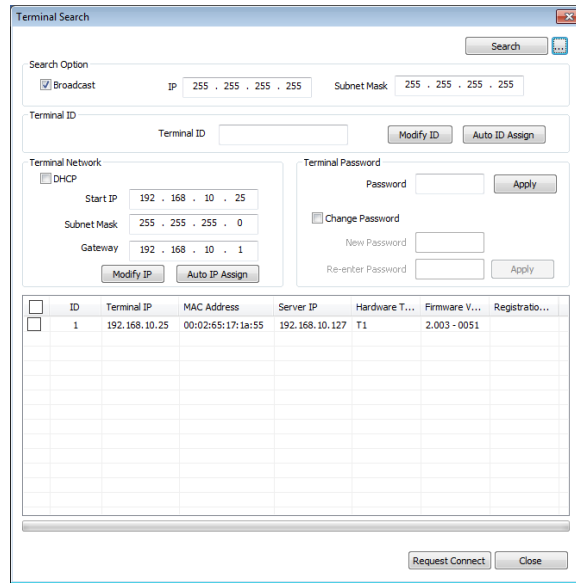 Terminal Search
Search
...
Search Option
Broadcast IP 255 . 255 . 255 . 255 Subnet Mask 255 . 255 . 255 . 255
Terminal ID
Terminal ID Modify ID Auto ID Assign
Terminal Network
DHCP
Start IP 192 . 168 . 10 . 25
Subnet Mask 255 . 255 . 255 . 0
Gateway 192 . 168 . 10 . 1
Modify IP Auto IP Assign
Terminal Password
Password Apply
Change Password
New Password
Re-enter Password Apply
ID Terminal IP MAC Address Server IP Hardware T... Firmware V... Registratio...
1 192.168.10.25 00:02:65:17:1a:55 192.168.10.127 T1 2.003 - 0051
Request Connect Close